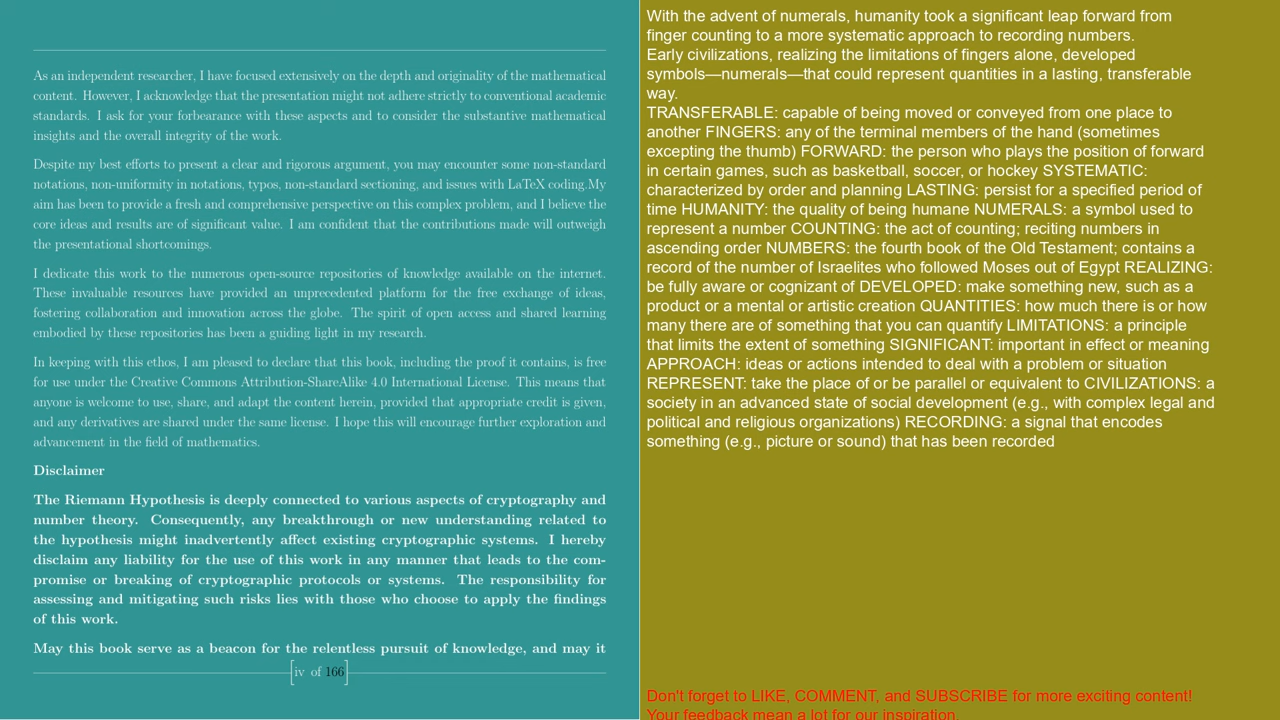 As an independent researcher, I have focused extensively on the depth and originality of the mathematical
content. However, I acknowledge that the presentation might not adhere strictly to conventional academic
standards. I ask for your forbearance with these aspects and to consider the substantive mathematical
insights and the overall integrity of the work.
Despite my best efforts to present a clear and rigorous argument, you may encounter some non-standard
notations, non-uniformity in notations, typos, non-standard sectioning, and issues with LaTeX coding.My
aim has been to provide a fresh and comprehensive perspective on this complex problem, and I believe the
core ideas and results are of significant value. I am confident that the contributions made will outweigh
the presentational shortcomings.
I dedicate this work to the numerous open-source repositories of knowledge available on the internet.
These invaluable resources have provided an unprecedented platform for the free exchange of ideas,
fostering collaboration and innovation across the globe. The spirit of open access and shared learning
embodied by these repositories has been a guiding light in my research.
In keeping with this ethos, I am pleased to declare that this book, including the proof it contains, is free
for use under the Creative Commons Attribution-ShareAlike 4.0 International License. This means that
anyone is welcome to use, share, and adapt the content herein, provided that appropriate credit is given,
and any derivatives are shared under the same license. I hope this will encourage further exploration and
advancement in the field of mathematics.
Disclaimer
The Riemann Hypothesis is deeply connected to various aspects of cryptography and
number theory. Consequently, any breakthrough or new understanding related to
the hypothesis might inadvertently affect existing cryptographic systems. I hereby
disclaim any liability for the use of this work in any manner that leads to the com-
promise or breaking of cryptographic protocols or systems. The responsibility for
assessing and mitigating such risks lies with those who choose to apply the findings
of this work.
May this book serve as a beacon for the relentless pursuit of knowledge, and may it
iv of 166
With the advent of numerals, humanity took a significant leap forward from
finger counting to a more systematic approach to recording numbers.
Early civilizations, realizing the limitations of fingers alone, developed
symbols—numerals—that could represent quantities in a lasting, transferable
way.
TRANSFERABLE: capable of being moved or conveyed from one place to
another FINGERS: any of the terminal members of the hand (sometimes
excepting the thumb) FORWARD: the person who plays the position of forward
in certain games, such as basketball, soccer, or hockey SYSTEMATIC:
characterized by order and planning LASTING: persist for a specified period of
time HUMANITY: the quality of being humane NUMERALS: a symbol used to
represent a number COUNTING: the act of counting; reciting numbers in
ascending order NUMBERS: the fourth book of the Old Testament; contains a
record of the number of Israelites who followed Moses out of Egypt REALIZING:
be fully aware or cognizant of DEVELOPED: make something new, such as a
product or a mental or artistic creation QUANTITIES: how much there is or how
many there are of something that you can quantify LIMITATIONS: a principle
that limits the extent of something SIGNIFICANT: important in effect or meaning
APPROACH: ideas or actions intended to deal with a problem or situation
REPRESENT: take the place of or be parallel or equivalent to CIVILIZATIONS: a
society in an advanced state of social development (e.g., with complex legal and
political and religious organizations) RECORDING: a signal that encodes
something (e.g., picture or sound) that has been recorded
Don't forget to LIKE, COMMENT, and SUBSCRIBE for more exciting content!
Your feedback mean a lot for our inspiration.